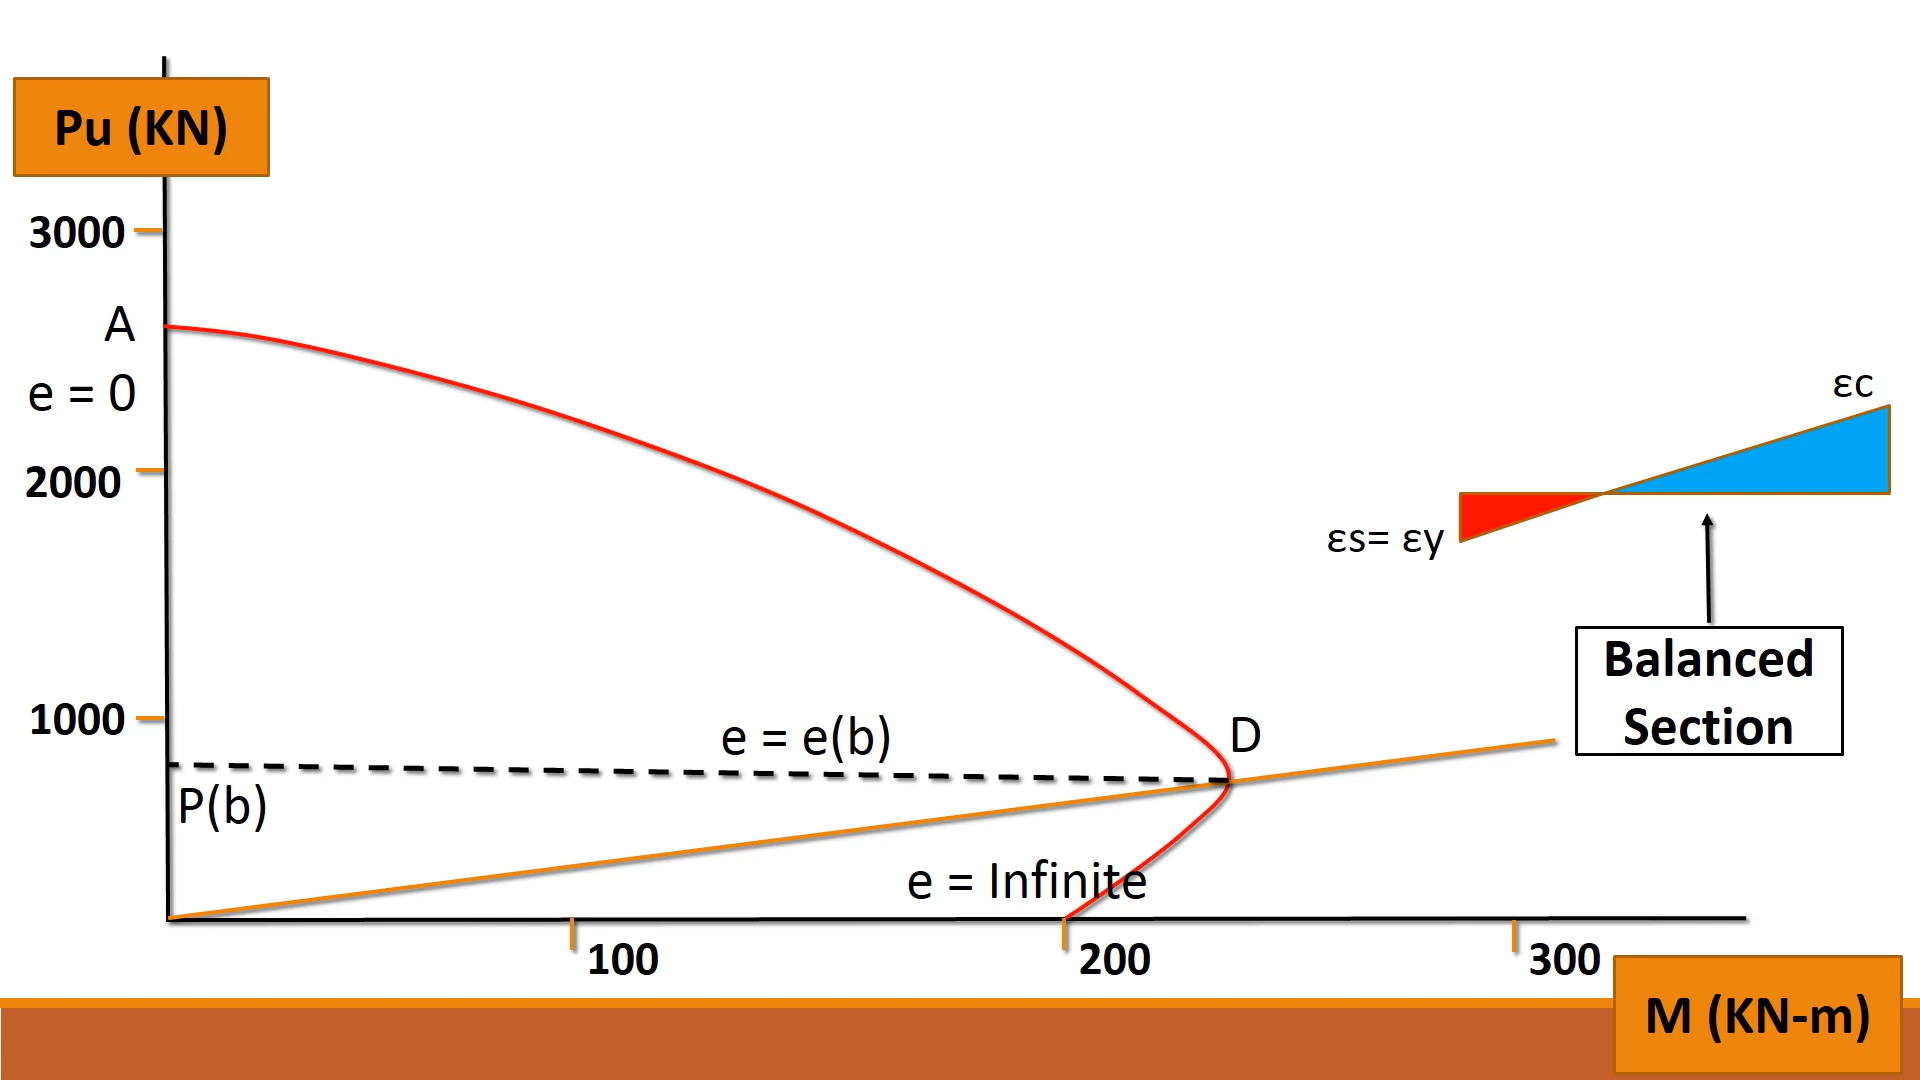 Pu (KN)
3000
A
e = 0
εc
2000
εs= εy
Balanced
Section
1000
e = e(b)
D
P(b)
e = Infinite
100
200
300
M (KN-m)